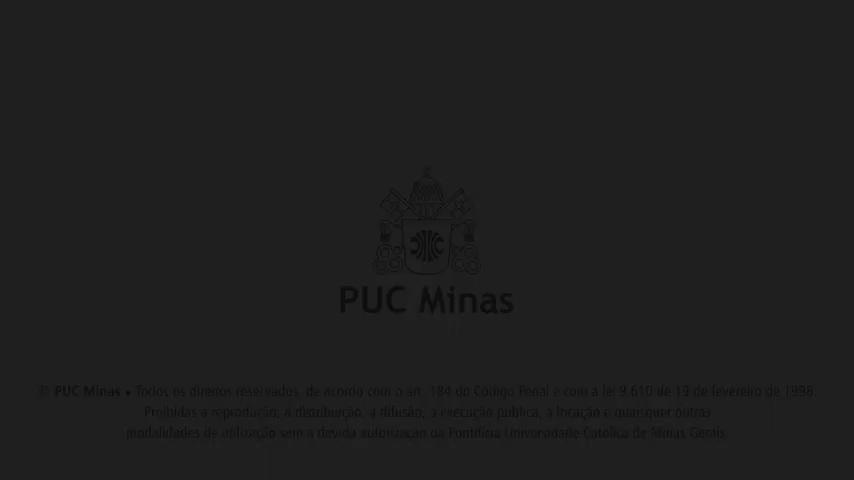 PUC Minas
© PUC Minas • Todos os direitos reservados, de acordo com o art. 184 do Código Penal e com a lei 9.610 de 19 de fevereiro de 1998.
Proibidas a reprodução, a distribuição, a difusão, a execução pública, a locação e quaisquer outras
modalidades de utilização sem a devida autorização da Pontifícia Universidade Católica de Minas Gerais.